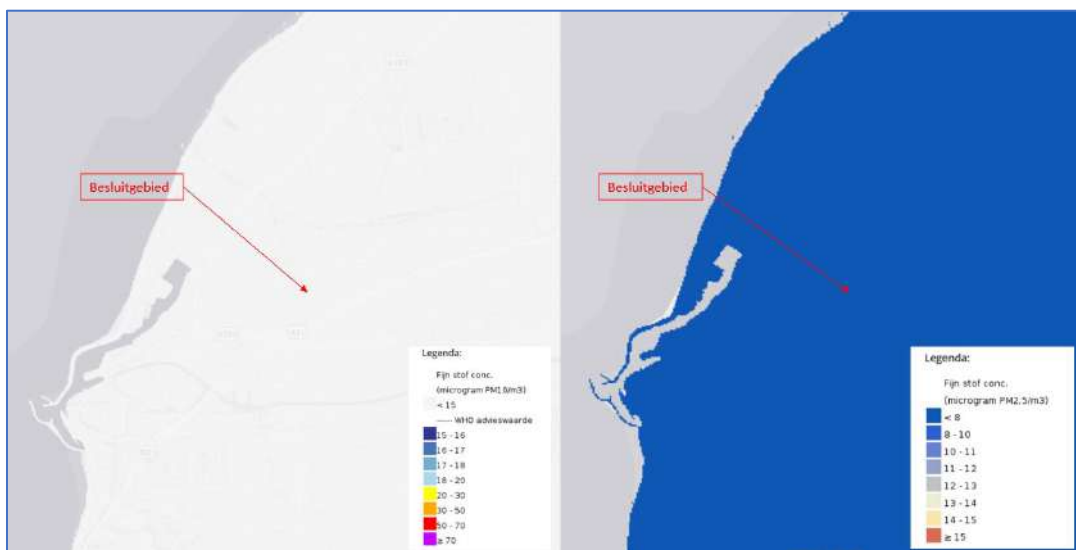 Besluitgebied
Legenda:
Fijn stof conc.
(microgram PM10/m3)
< 15
WHO advieswaarde
15 - 16
16 - 17
17 - 18
18 - 20
20 - 30
30 - 50
50 - 70
≥ 70
Besluitgebied
Legenda:
Fijn stof conc.
(microgram PM2,5/m3)
< 8
8 - 10
10 - 11
11 - 12
12 - 13
13 - 14
14 - 15
≥ 15